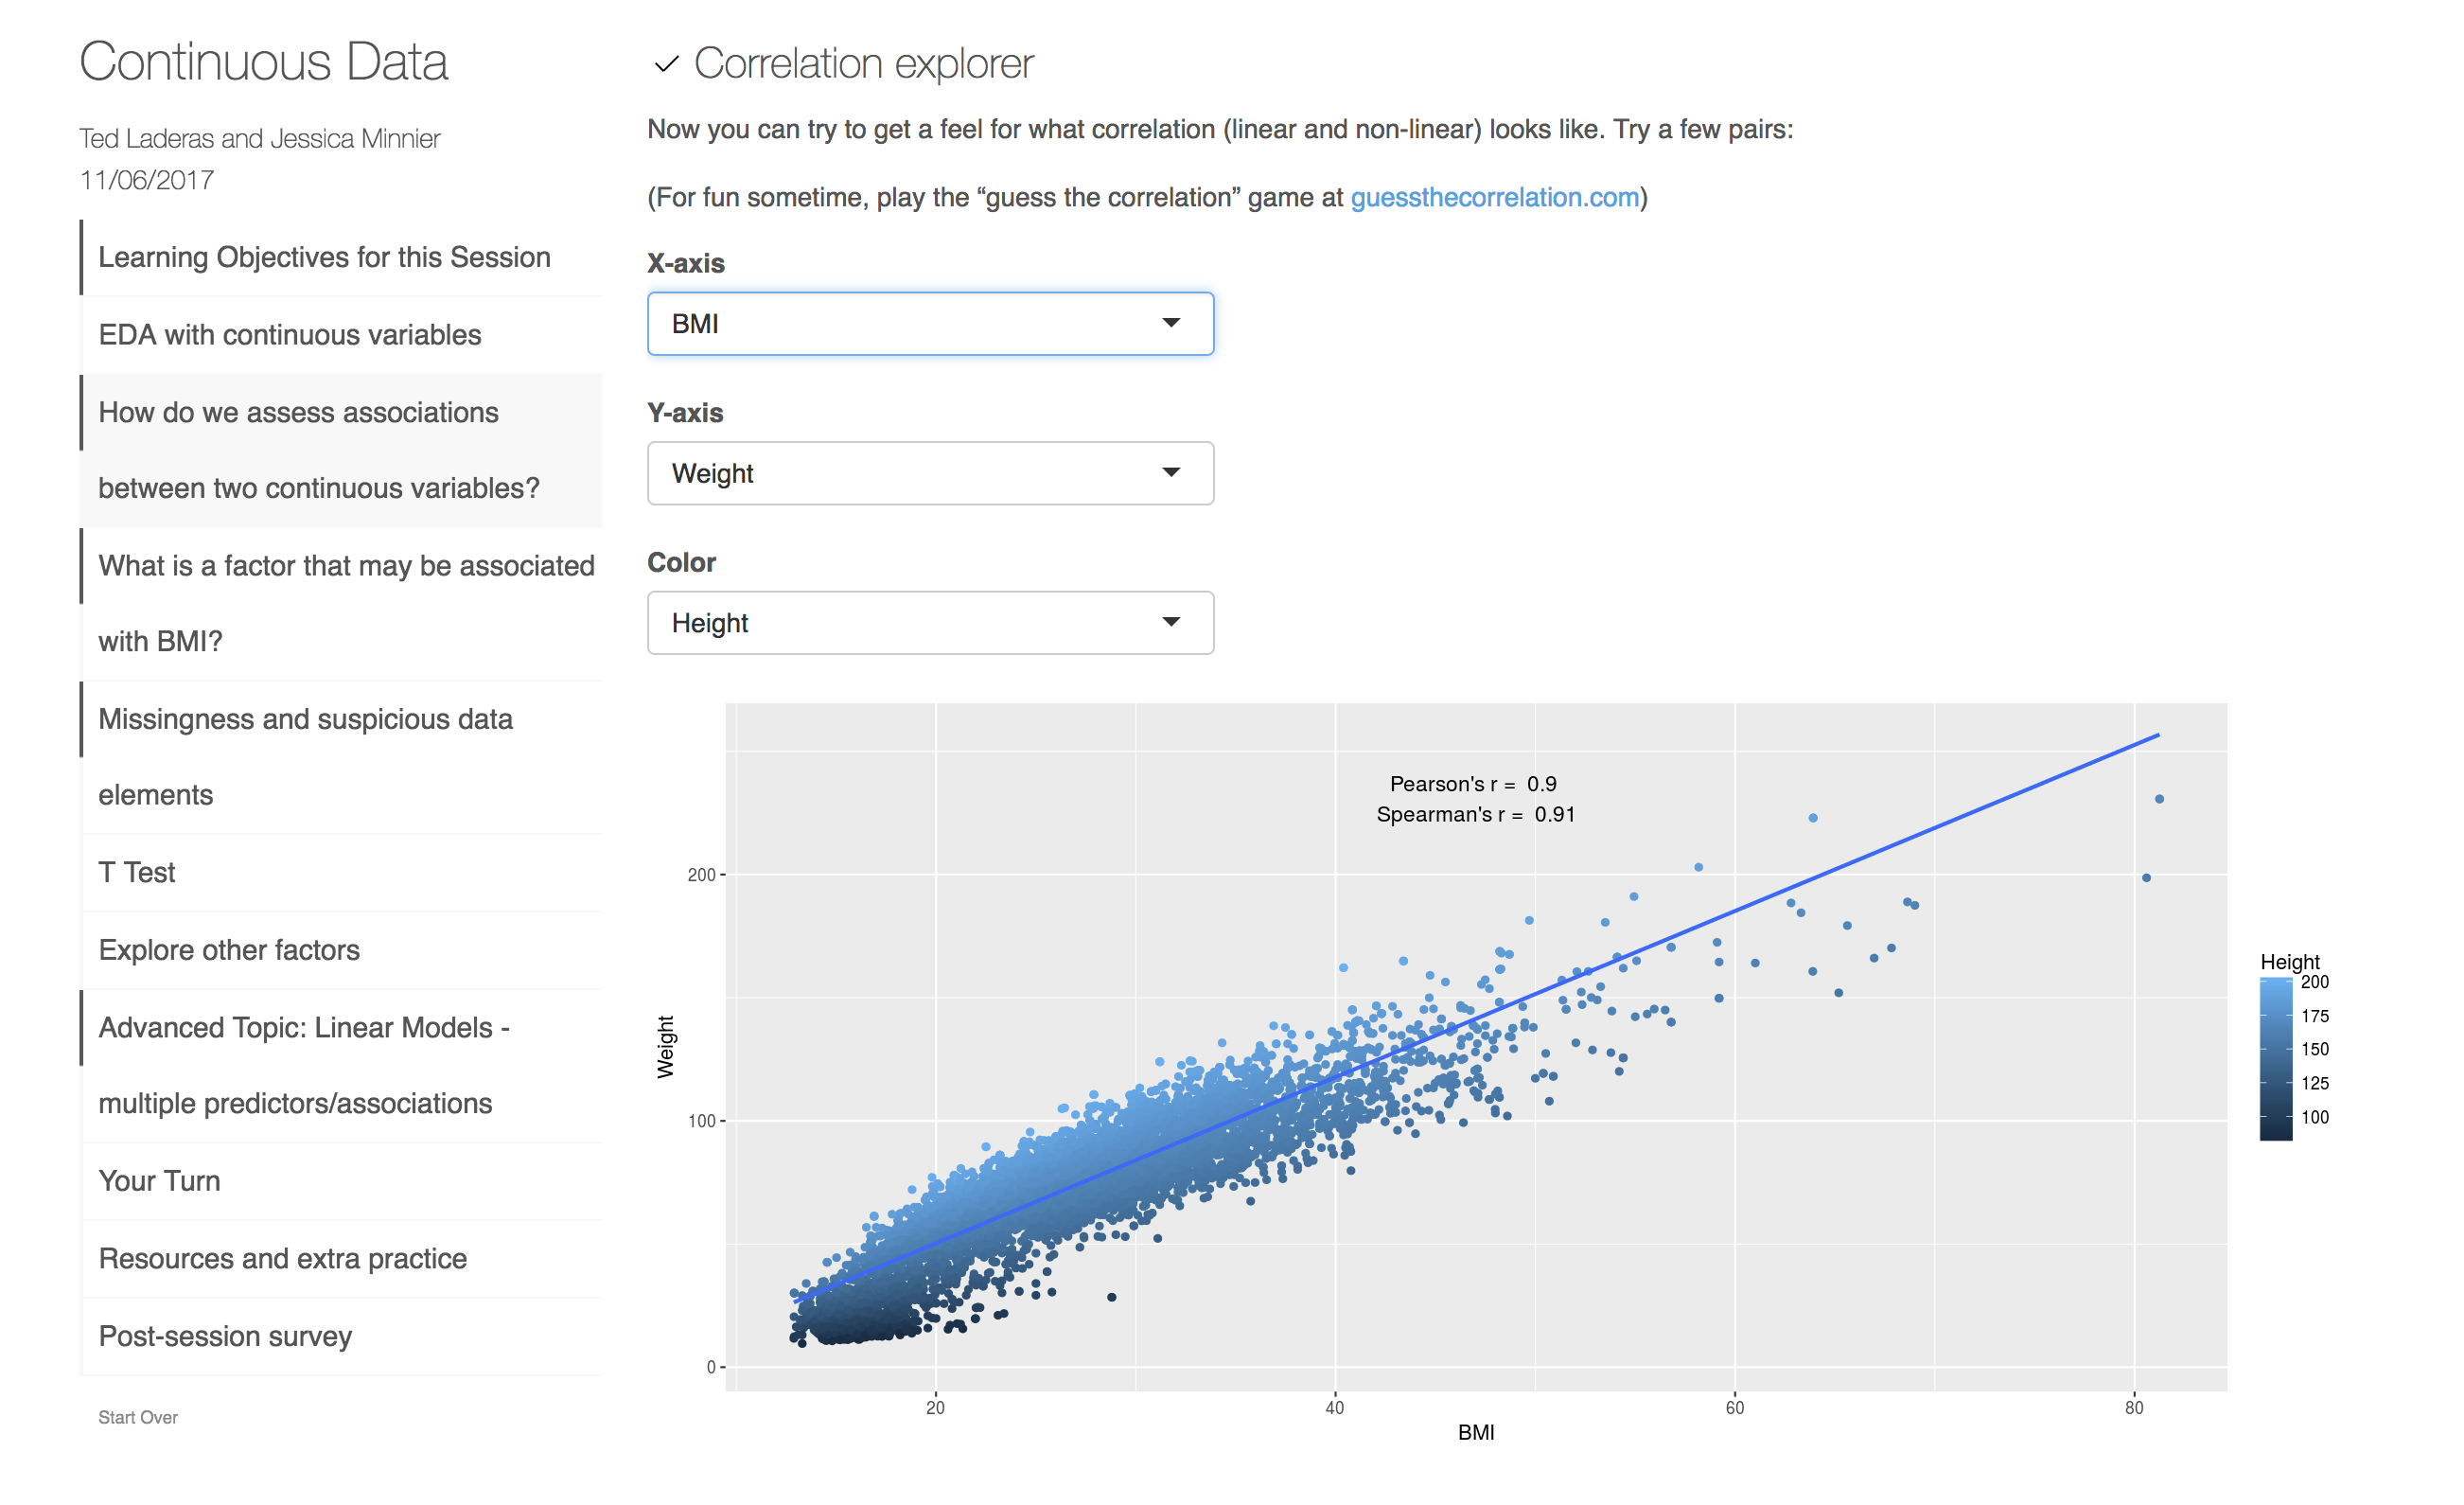 Continuous Data
Ted Laderas and Jessica Minnier
11/06/2017
Learning Objectives for this Session
EDA with continuous variables
How do we assess associations
between two continuous variables?
What is a factor that may be associated
with BMI?
Missingness and suspicious data
elements
T Test
Explore other factors
Advanced Topic: Linear Models -
multiple predictors/associations
Your Turn
Resources and extra practice
Post-session survey
Start Over
Correlation explorer
Now you can try to get a feel for what correlation (linear and non-linear) looks like. Try a few pairs:
(For fun sometime, play the “guess the correlation” game at guessthecorrelation.com)
X-axis
BMI
Y-axis
Weight
Color
Height
Pearson's r = 0.9
Spearman's r = 0.91
Weight
200
100
0
20
40
60
80
BMI
Height
200
175
150
125
100